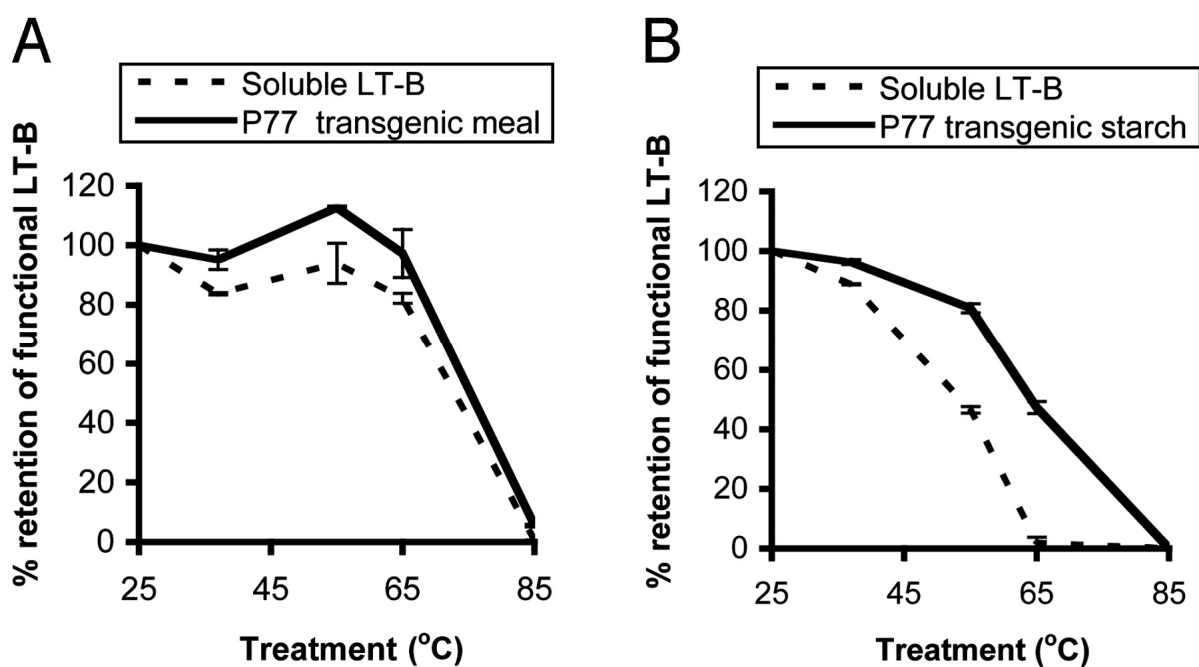 A
Soluble LT-B
P77 transgenic meal
% retention of functional LT-B
120
100
80
60
40
20
0
25 45 65 85
Treatment (°C)
B
Soluble LT-B
P77 transgenic starch
% retention of functional LT-B
120
100
80
60
40
20
0
25 45 65 85
Treatment (°C)